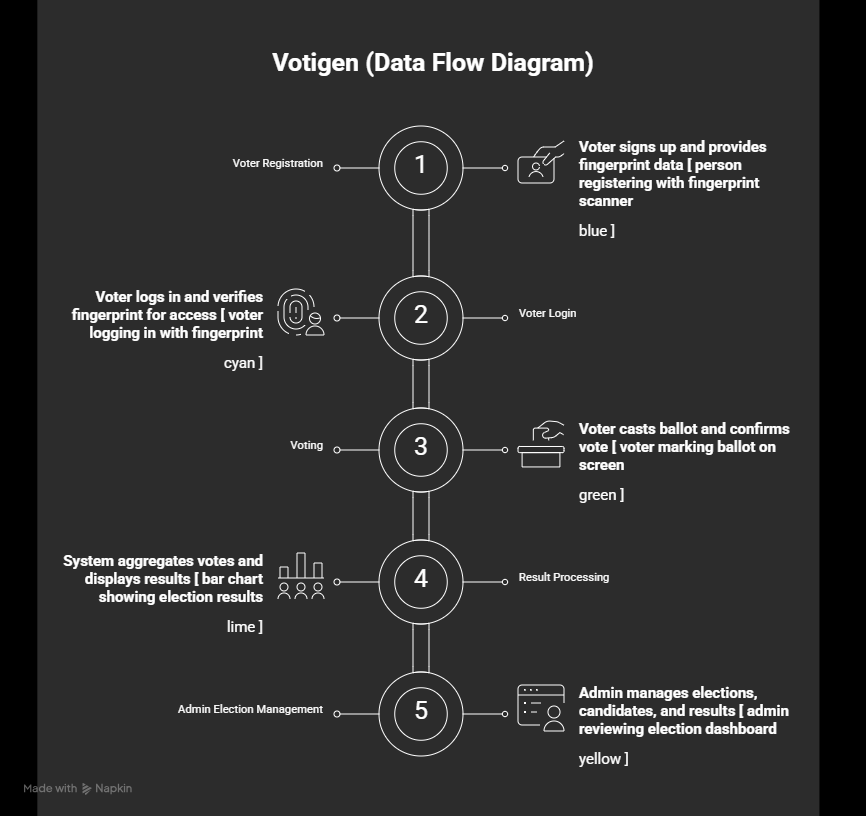 Votigen (Data Flow Diagram)
Voter Registration
1
Voter signs up and provides
fingerprint data [ person
registering with fingerprint
scanner
blue ]
Voter logs in and verifies
fingerprint for access [ voter
logging in with fingerprint
cyan ]
2
Voter Login
Voting
3
Voter casts ballot and confirms
vote [ voter marking ballot on
screen
green ]
System aggregates votes and
displays results [ bar chart
showing election results
lime ]
4
Result Processing
Admin Election Management
5
Admin manages elections,
candidates, and results [ admin
reviewing election dashboard
yellow ]
Made with Napkin